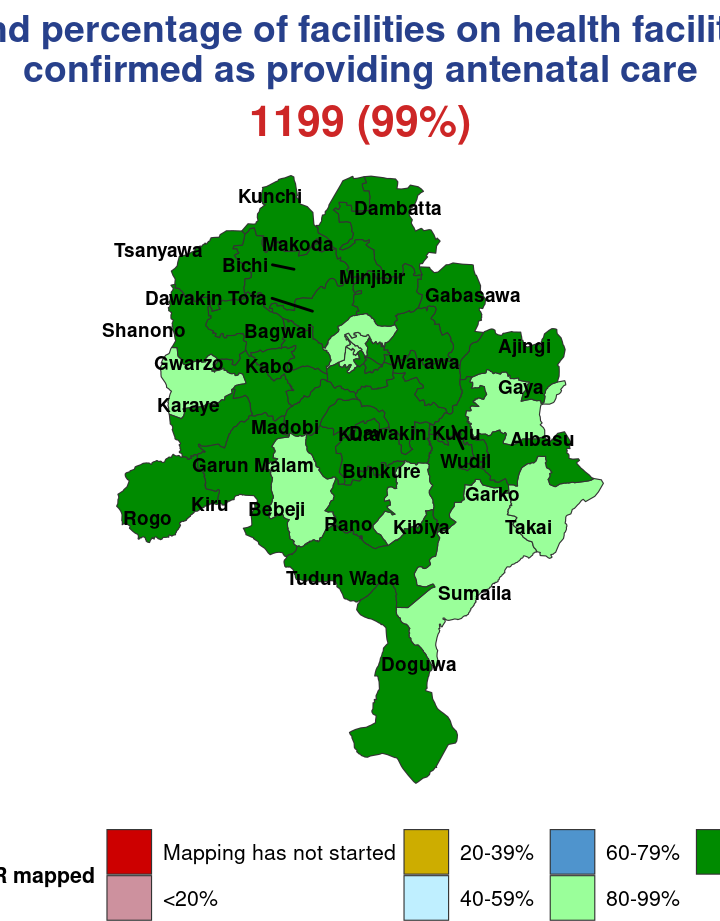 nd percentage of facilities on health facilit
confirmed as providing antenatal care
1199 (99%)
Kunchi
Dambatta
Makoda
Tsanyawa
Bichi
Minjibir
Dawakin Tofa
Gabasawa
Shanono
Bagwai
Ajingi
Gwarzo
Kabo
Warawa
Gaya
Karaye
Madobi
Kura
Dawakin Kudu
Albasu
Garun Malam
Bunkure
Wudil
Garko
Kiru
Bebeji
Rogo
Rano
Kibiya
Takai
Tudun Wada
Sumaila
Doguwa
R mapped
Mapping has not started
20-39%
60-79%
<20%
40-59%
80-99%